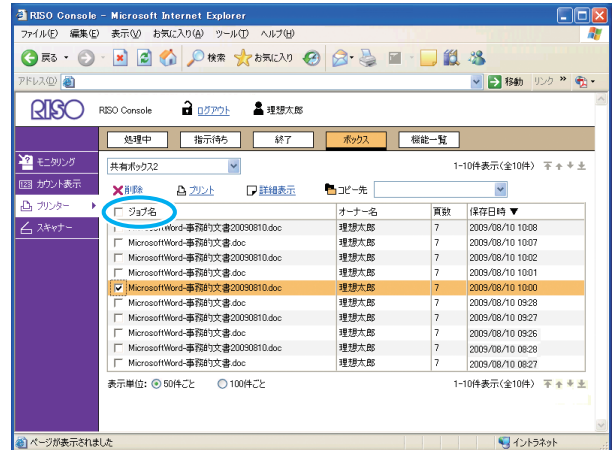 RISO Console - Microsoft Internet Explorer
ファイル(F) 編集(E) 表示(V) お気に入り(A) ツール(T) ヘルプ(H)
戻る 検索 お気に入り
アドレス(D) 移動 リンク »
RISO RISO Console ログアウト 理想太郎
処理中 指示待ち 終了 ボックス 機能一覧
モニタリング
カウント表示
プリンター
スキャナー
共有ボックス2 1-10件表示(全10件)
削除 プリント 詳細表示 コピー先
ジョブ名 オーナー名 頁数 保存日時 ▼
MicrosoftWord-事務的文書20090810.doc 理想太郎 7 2009/08/10 10:08
MicrosoftWord-事務的文書.doc 理想太郎 7 2009/08/10 10:07
MicrosoftWord-事務的文書20090810.doc 理想太郎 7 2009/08/10 10:02
MicrosoftWord-事務的文書.doc 理想太郎 7 2009/08/10 10:01
MicrosoftWord-事務的文書20090810.doc 理想太郎 7 2009/08/10 10:00
MicrosoftWord-事務的文書.doc 理想太郎 7 2009/08/10 09:28
MicrosoftWord-事務的文書20090810.doc 理想太郎 7 2009/08/10 09:27
MicrosoftWord-事務的文書.doc 理想太郎 7 2009/08/10 09:26
MicrosoftWord-事務的文書20090810.doc 理想太郎 7 2009/08/10 08:28
MicrosoftWord-事務的文書.doc 理想太郎 7 2009/08/10 08:27
表示単位: 50件ごと 100件ごと 1-10件表示(全10件)
ページが表示されました イントラネット